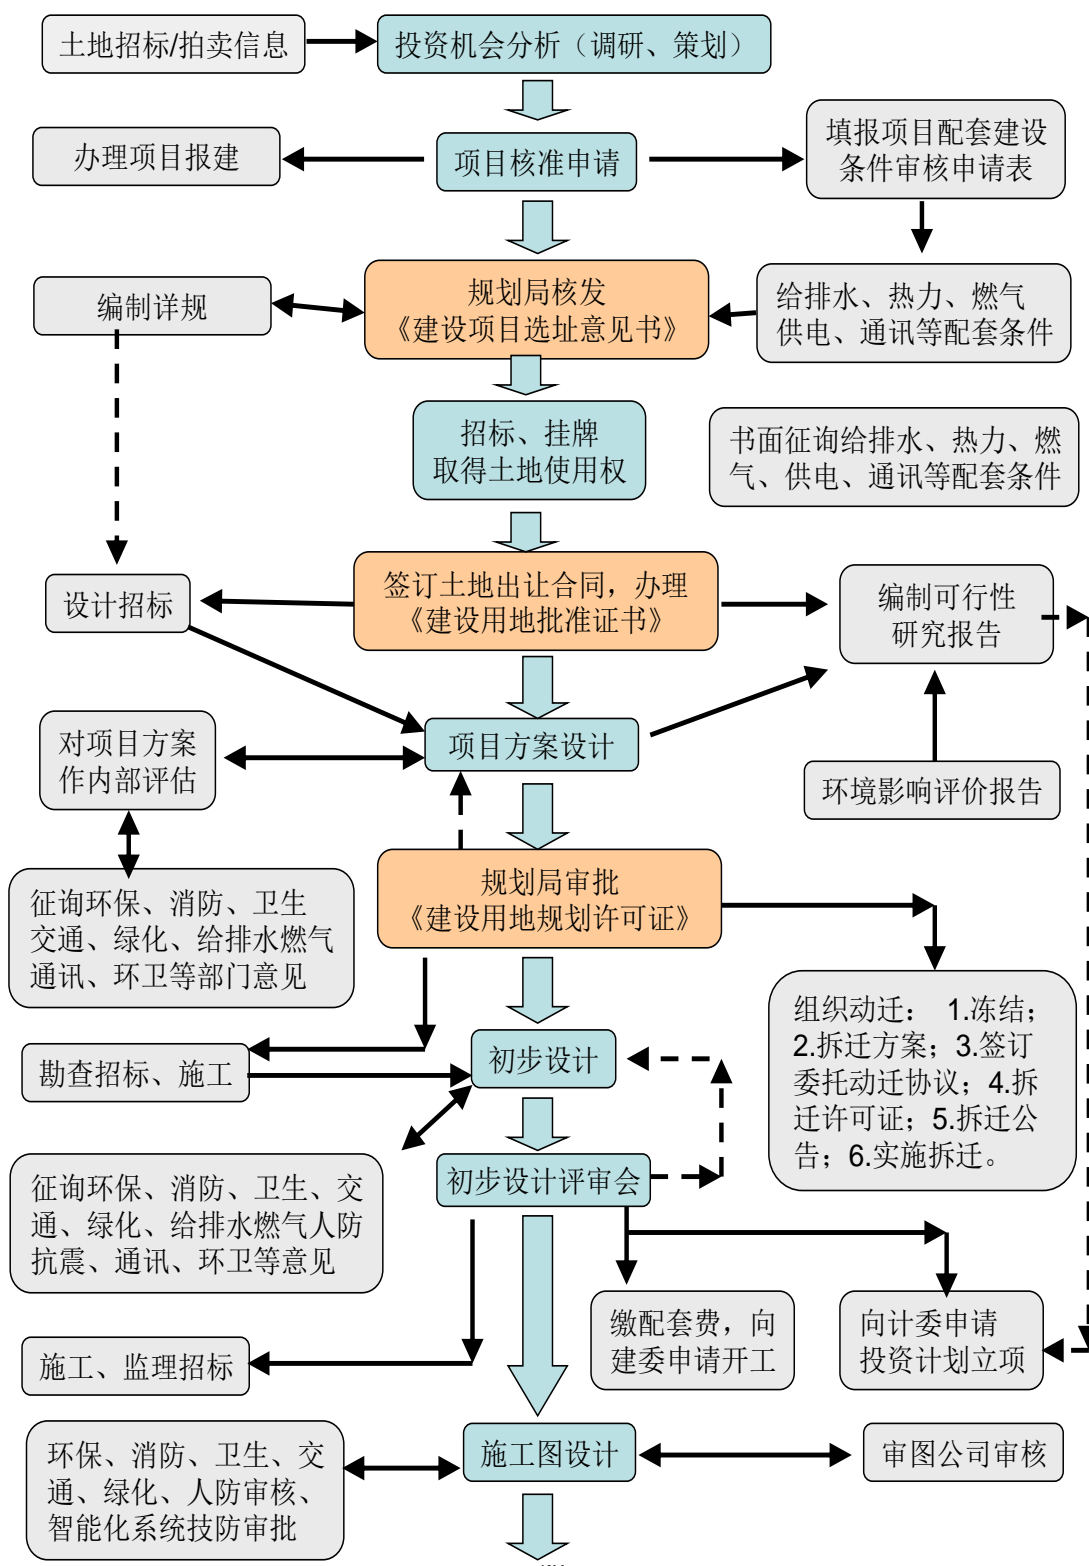 土地招标/拍卖信息
投资机会分析（调研、策划）
办理项目报建
项目核准申请
填报项目配套建设
条件审核申请表
编制详规
规划局核发
《建设项目选址意见书》
给排水、热力、燃气
供电、通讯等配套条件
招标、挂牌
取得土地使用权
书面征询给排水、热力、燃
气、供电、通讯等配套条件
设计招标
签订土地出让合同，办理
《建设用地批准证书》
编制可行性
研究报告
对项目方案
作内部评估
项目方案设计
环境影响评价报告
征询环保、消防、卫生
交通、绿化、给排水燃气
通讯、环卫等部门意见
规划局审批
《建设用地规划许可证》
组织动迁： 1.冻结；
2.拆迁方案；3.签订
委托动迁协议；4.拆
迁许可证；5.拆迁公
告；6.实施拆迁。
勘查招标、施工
初步设计
征询环保、消防、卫生、交
通、绿化、给排水燃气人防
抗震、通讯、环卫等意见
初步设计评审会
施工、监理招标
缴配套费，向
建委申请开工
向计委申请
投资计划立项
环保、消防、卫生、交
通、绿化、人防审核、
智能化系统技防审批
施工图设计
审图公司审核